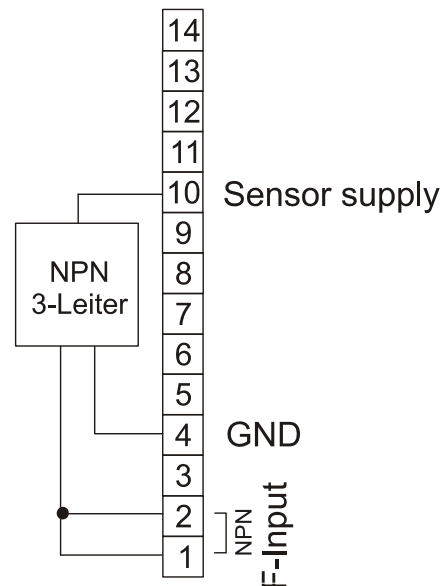 14
13
12
11
10 Sensor supply
9
NPN
3-Leiter
8
7
6
5
4 GND
3
2
1
NPN
F-Input